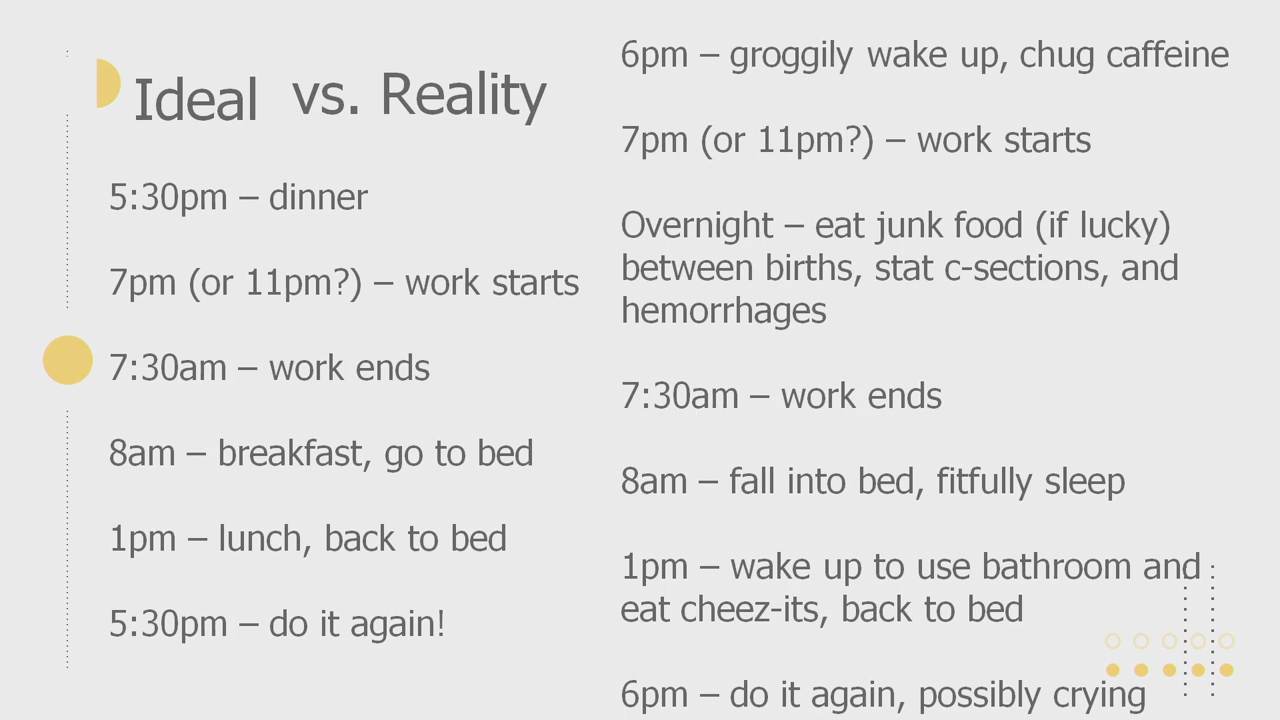 Ideal vs. Reality
5:30pm – dinner
7pm (or 11pm?) – work starts
7:30am – work ends
8am – breakfast, go to bed
1pm – lunch, back to bed
5:30pm – do it again!
6pm – groggily wake up, chug caffeine
7pm (or 11pm?) – work starts
Overnight – eat junk food (if lucky)
between births, stat c-sections, and
hemorrhages
7:30am – work ends
8am – fall into bed, fitfully sleep
1pm – wake up to use bathroom and
eat cheez-its, back to bed
6pm – do it again, possibly crying